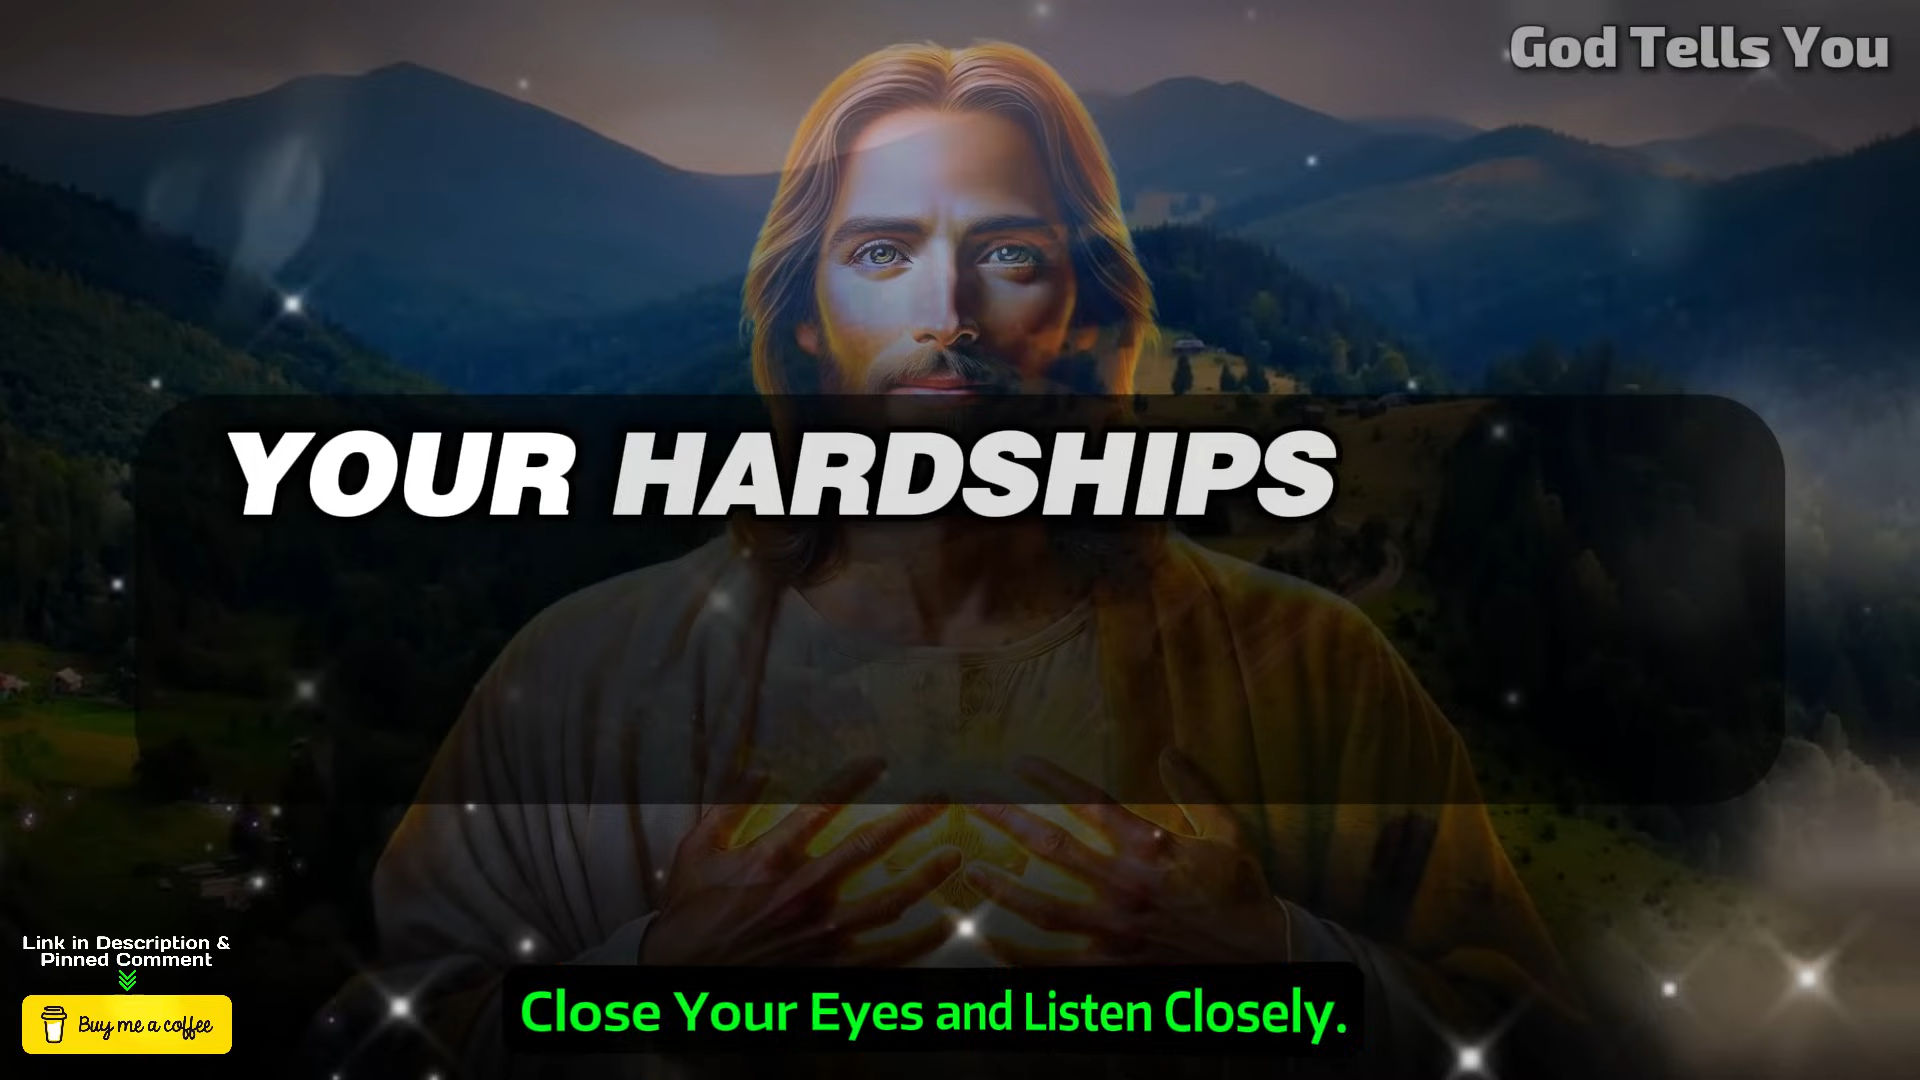 God Tells You
YOUR HARDSHIPS
Link in Description &
Pinned Comment
Buy me a coffee
Close Your Eyes and Listen Closely.